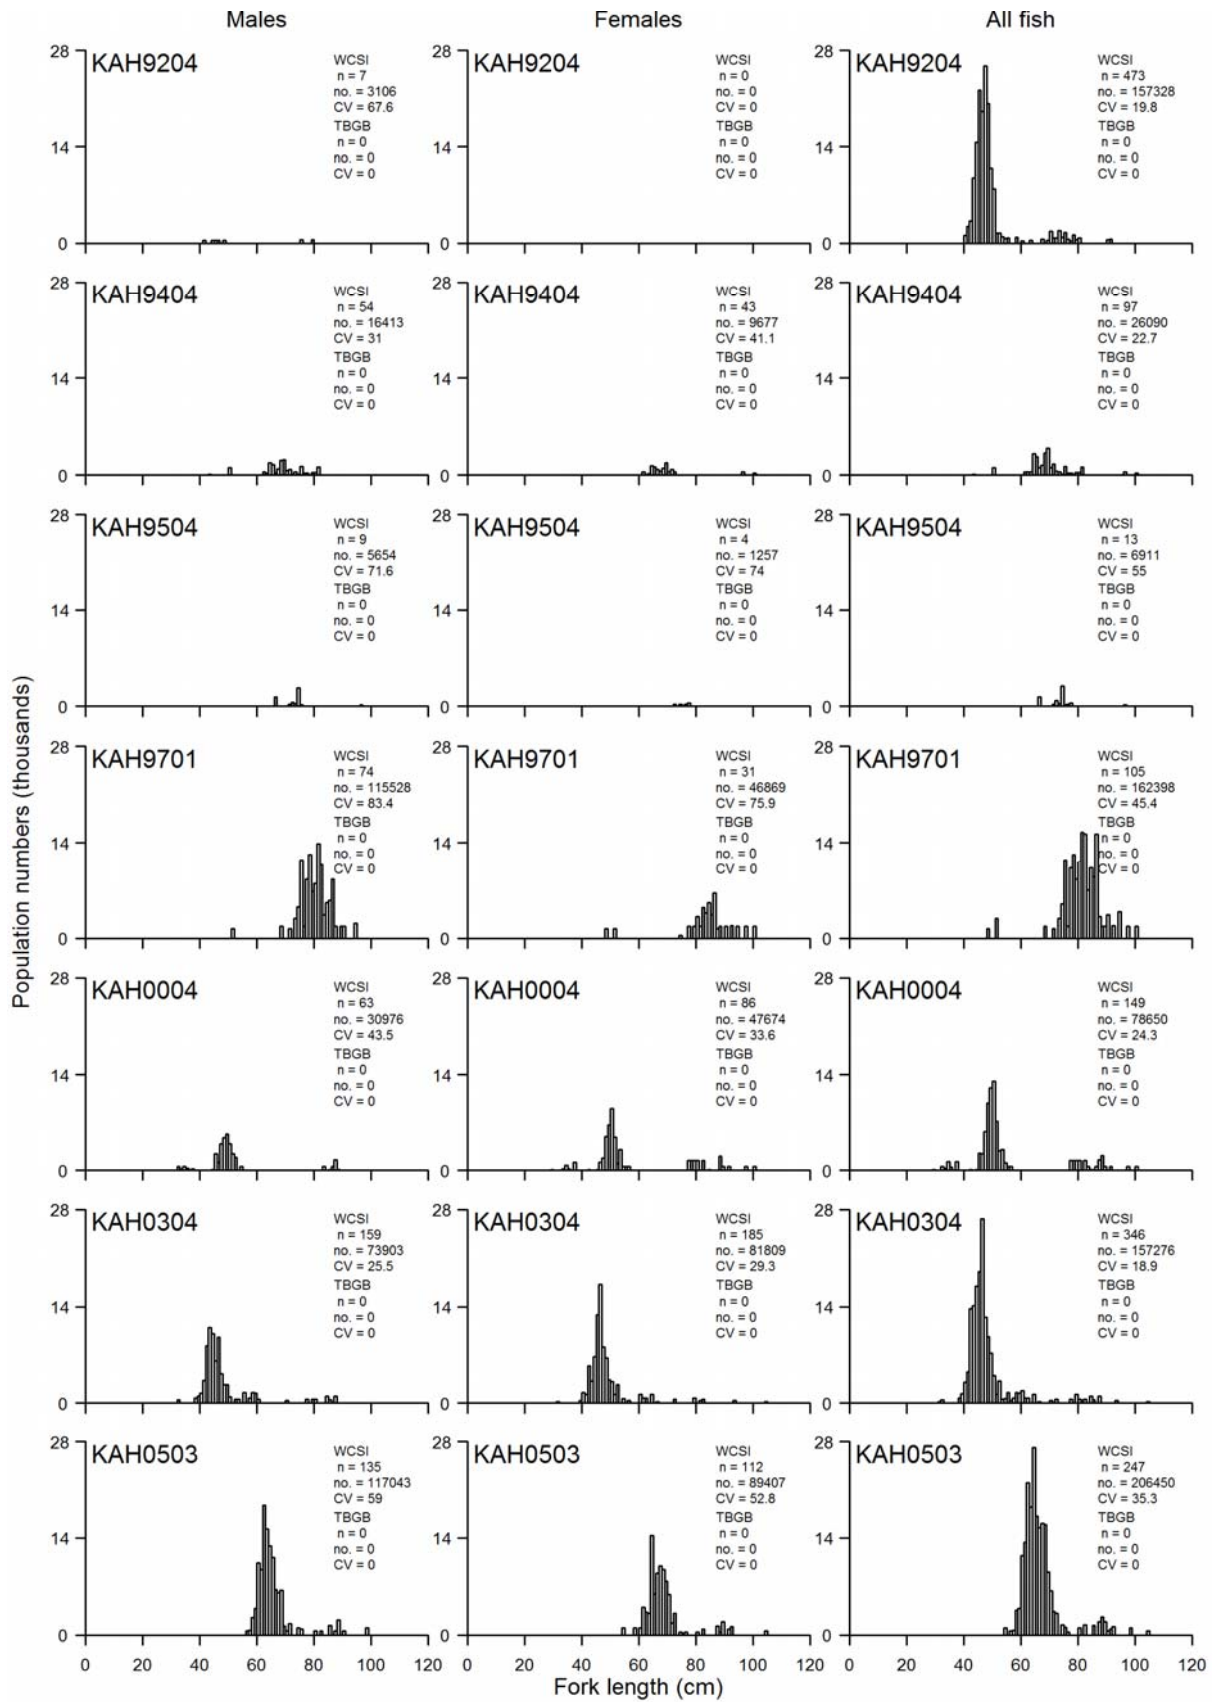 Males Females All fish
28 KAH9204 WCSI 28 KAH9204 WCSI 28 KAH9204 WCSI
n = 7 n = 0 n = 473
no. = 3106 no. = 0 no. = 157328
CV = 67.6 CV = 0 CV = 19.8
TBGB TBGB TBGB
14 n = 0 14 n = 0 14 n = 0
no. = 0 no. = 0 no. = 0
CV = 0 CV = 0 CV = 0
0 0 0
28 KAH9404 WCSI 28 KAH9404 WCSI 28 KAH9404 WCSI
n = 54 n = 43 n = 97
no. = 16413 no. = 9677 no. = 26090
CV = 31 CV = 41.1 CV = 22.7
TBGB TBGB TBGB
14 n = 0 14 n = 0 14 n = 0
no. = 0 no. = 0 no. = 0
CV = 0 CV = 0 CV = 0
0 0 0
28 KAH9504 WCSI 28 KAH9504 WCSI 28 KAH9504 WCSI
n = 9 n = 4 n = 13
no. = 5654 no. = 1257 no. = 6911
CV = 71.6 CV = 74 CV = 55
TBGB TBGB TBGB
14 n = 0 14 n = 0 14 n = 0
no. = 0 no. = 0 no. = 0
CV = 0 CV = 0 CV = 0
0 0 0
Population numbers (thousands)
28 KAH9701 WCSI 28 KAH9701 WCSI 28 KAH9701 WCSI
n = 74 n = 31 n = 105
no. = 115528 no. = 46869 no. = 162398
CV = 83.4 CV = 75.9 CV = 45.4
TBGB TBGB TBGB
14 n = 0 14 n = 0 14 n = 0
no. = 0 no. = 0 no. = 0
CV = 0 CV = 0 CV = 0
0 0 0
28 KAH0004 WCSI 28 KAH0004 WCSI 28 KAH0004 WCSI
n = 63 n = 86 n = 149
no. = 30976 no. = 47674 no. = 78650
CV = 43.5 CV = 33.6 CV = 24.3
TBGB TBGB TBGB
14 n = 0 14 n = 0 14 n = 0
no. = 0 no. = 0 no. = 0
CV = 0 CV = 0 CV = 0
0 0 0
28 KAH0304 WCSI 28 KAH0304 WCSI 28 KAH0304 WCSI
n = 159 n = 185 n = 346
no. = 73903 no. = 81809 no. = 157276
CV = 25.5 CV = 29.3 CV = 18.9
TBGB TBGB TBGB
14 n = 0 14 n = 0 14 n = 0
no. = 0 no. = 0 no. = 0
CV = 0 CV = 0 CV = 0
0 0 0
28 KAH0503 WCSI 28 KAH0503 WCSI 28 KAH0503 WCSI
n = 135 n = 112 n = 247
no. = 117043 no. = 89407 no. = 206450
CV = 59 CV = 52.8 CV = 35.3
TBGB TBGB TBGB
14 n = 0 14 n = 0 14 n = 0
no. = 0 no. = 0 no. = 0
CV = 0 CV = 0 CV = 0
0 0 0
0 20 40 60 80 100 120 0 20 40 60 80 100 120 0 20 40 60 80 100 120
Fork length (cm)